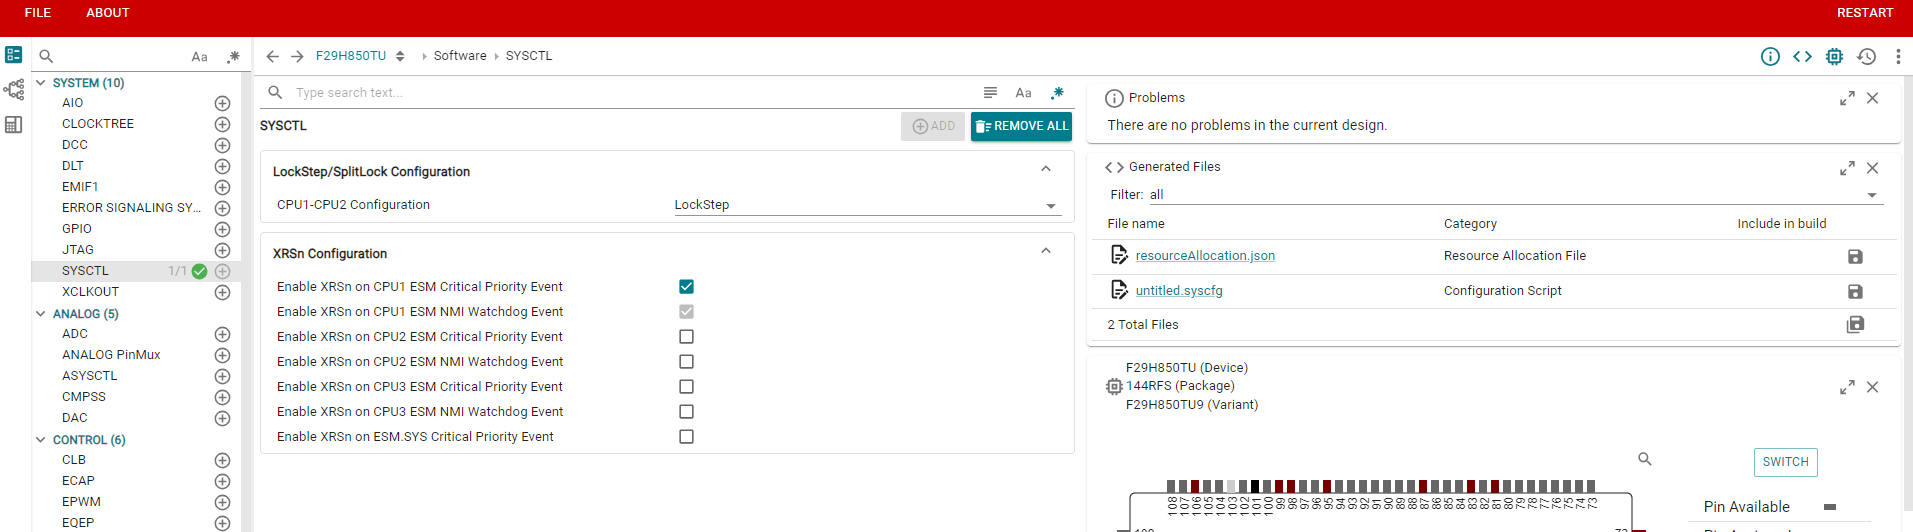 FILE
ABOUT
RESTART
Aa
SYSTEM (10)
AIO
CLOCKTREE
DCC
DLT
EMIF1
ERROR SIGNALING SY...
GPIO
JTAG
SYSCTL 1/1
XCLKOUT
ANALOG (5)
ADC
ANALOG PinMux
ASYSCTL
CMPSS
DAC
CONTROL (6)
CLB
ECAP
EPWM
EQEP
F29H850TU Software SYSCTL
Type search text... Aa
SYSCTL ADD REMOVE ALL
LockStep/SplitLock Configuration
CPU1-CPU2 Configuration LockStep
XRSn Configuration
Enable XRSn on CPU1 ESM Critical Priority Event
Enable XRSn on CPU1 ESM NMI Watchdog Event
Enable XRSn on CPU2 ESM Critical Priority Event
Enable XRSn on CPU2 ESM NMI Watchdog Event
Enable XRSn on CPU3 ESM Critical Priority Event
Enable XRSn on CPU3 ESM NMI Watchdog Event
Enable XRSn on ESM.SYS Critical Priority Event
Problems
There are no problems in the current design.
Generated Files
Filter: all
File name Category Include in build
resourceAllocation.json Resource Allocation File
untitled.syscfg Configuration Script
2 Total Files
F29H850TU (Device)
144RFS (Package)
F29H850TU9 (Variant)
SWITCH
108 107 106 105 104 103 102 101 100 99 98 97 96 95 94 93 92 91 90 89 88 87 86 85 84 83 82 81 80 79 78 77 76 75 74 73
Pin Available